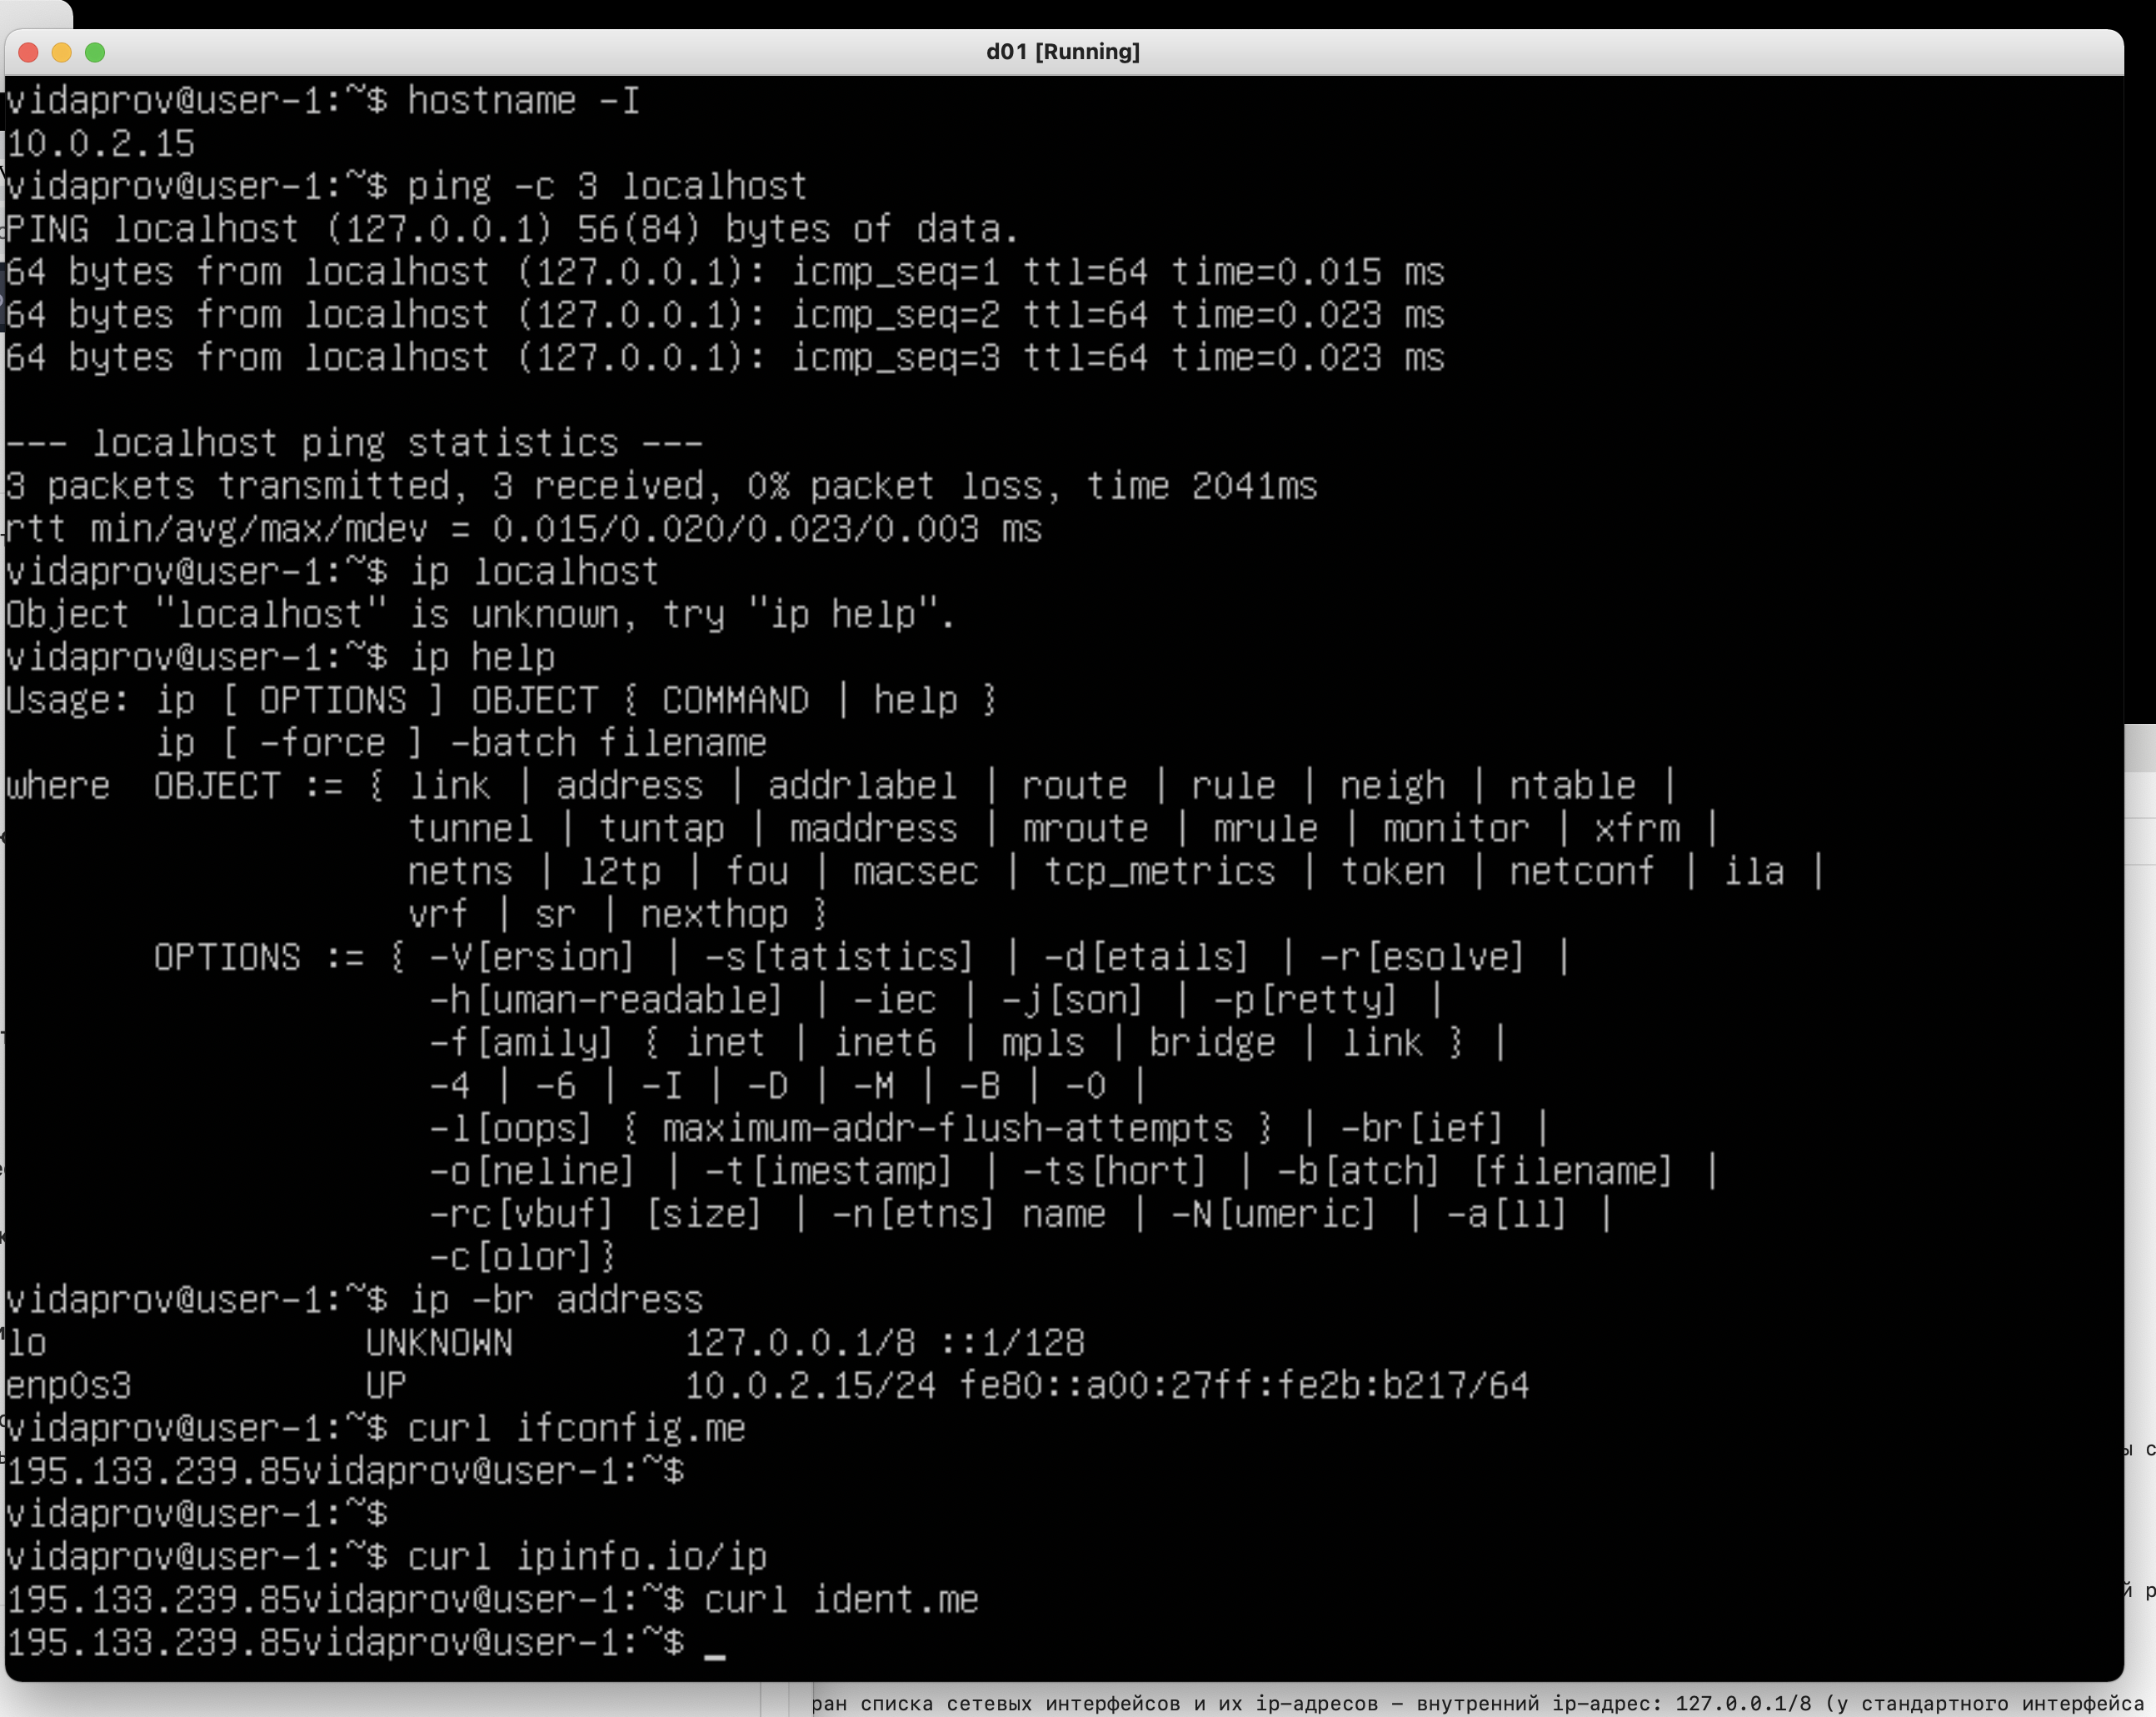 d01 [Running]
vidaprov@user-1:~$ hostname -I
10.0.2.15
vidaprov@user-1:~$ ping -c 3 localhost
PING localhost (127.0.0.1) 56(84) bytes of data.
64 bytes from localhost (127.0.0.1): icmp_seq=1 ttl=64 time=0.015 ms
64 bytes from localhost (127.0.0.1): icmp_seq=2 ttl=64 time=0.023 ms
64 bytes from localhost (127.0.0.1): icmp_seq=3 ttl=64 time=0.023 ms
--- localhost ping statistics ---
3 packets transmitted, 3 received, 0% packet loss, time 2041ms
rtt min/avg/max/mdev = 0.015/0.020/0.023/0.003 ms
vidaprov@user-1:~$ ip localhost
Object "localhost" is unknown, try "ip help".
vidaprov@user-1:~$ ip help
Usage: ip [ OPTIONS ] OBJECT { COMMAND | help }
ip [ -force ] -batch filename
where  OBJECT := { link | address | addrlabel | route | rule | neigh | ntable |
tunnel | tuntap | maddress | mroute | mrule | monitor | xfrm |
netns | l2tp | fou | macsec | tcp_metrics | token | netconf | ila |
vrf | sr | nexthop }
OPTIONS := { -V[ersion] | -s[tatistics] | -d[etails] | -r[esolve] |
-h[uman-readable] | -iec | -j[son] | -p[retty] |
-f[amily] { inet | inet6 | mpls | bridge | link } |
-4 | -6 | -I | -D | -M | -B | -0 |
-l[oops] { maximum-addr-flush-attempts } | -br[ief] |
-o[neline] | -t[imestamp] | -ts[hort] | -b[atch] [filename] |
-rc[vbuf] [size] | -n[etns] name | -N[umeric] | -a[ll] |
-c[olor]}
vidaprov@user-1:~$ ip -br address
lo UNKNOWN 127.0.0.1/8 ::1/128
enp0s3 UP 10.0.2.15/24 fe80::a00:27ff:fe2b:b217/64
vidaprov@user-1:~$ curl ifconfig.me
195.133.239.85vidaprov@user-1:~$
vidaprov@user-1:~$
vidaprov@user-1:~$ curl ipinfo.io/ip
195.133.239.85vidaprov@user-1:~$ curl ident.me
195.133.239.85vidaprov@user-1:~$ _
списка сетевых интерфейсов и их ip-адресов - внутренний ip-адрес: 127.0.0.1/8 (у стандартного интерфейса